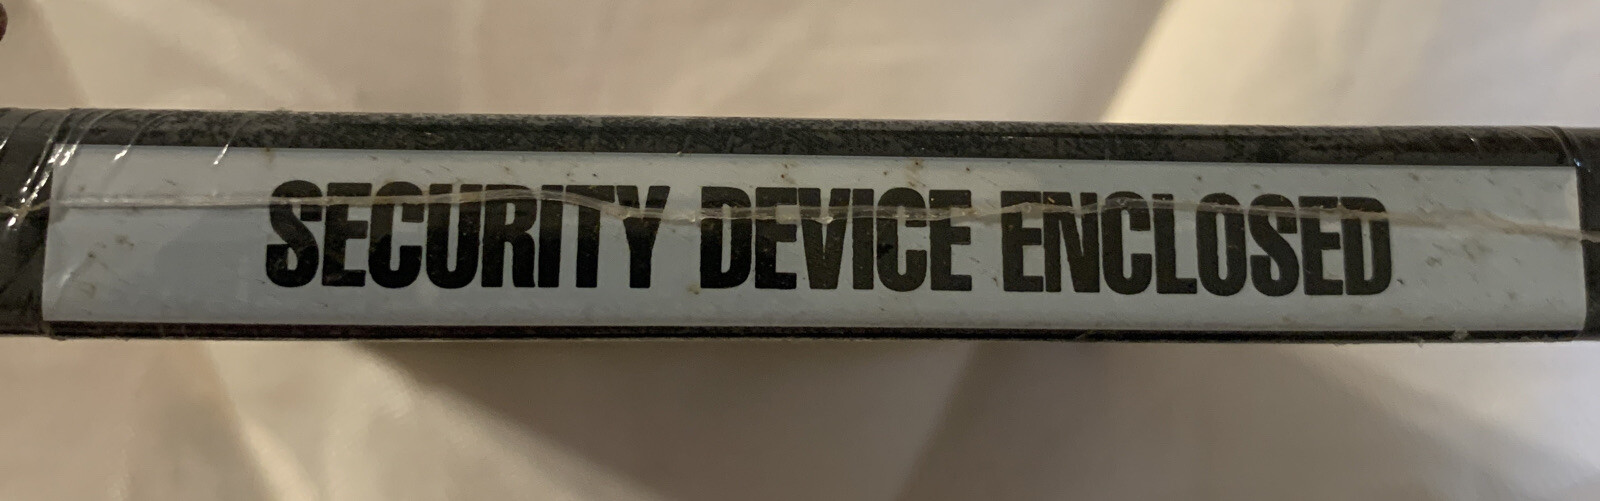 SECURITY DEVICE ENCLOSED